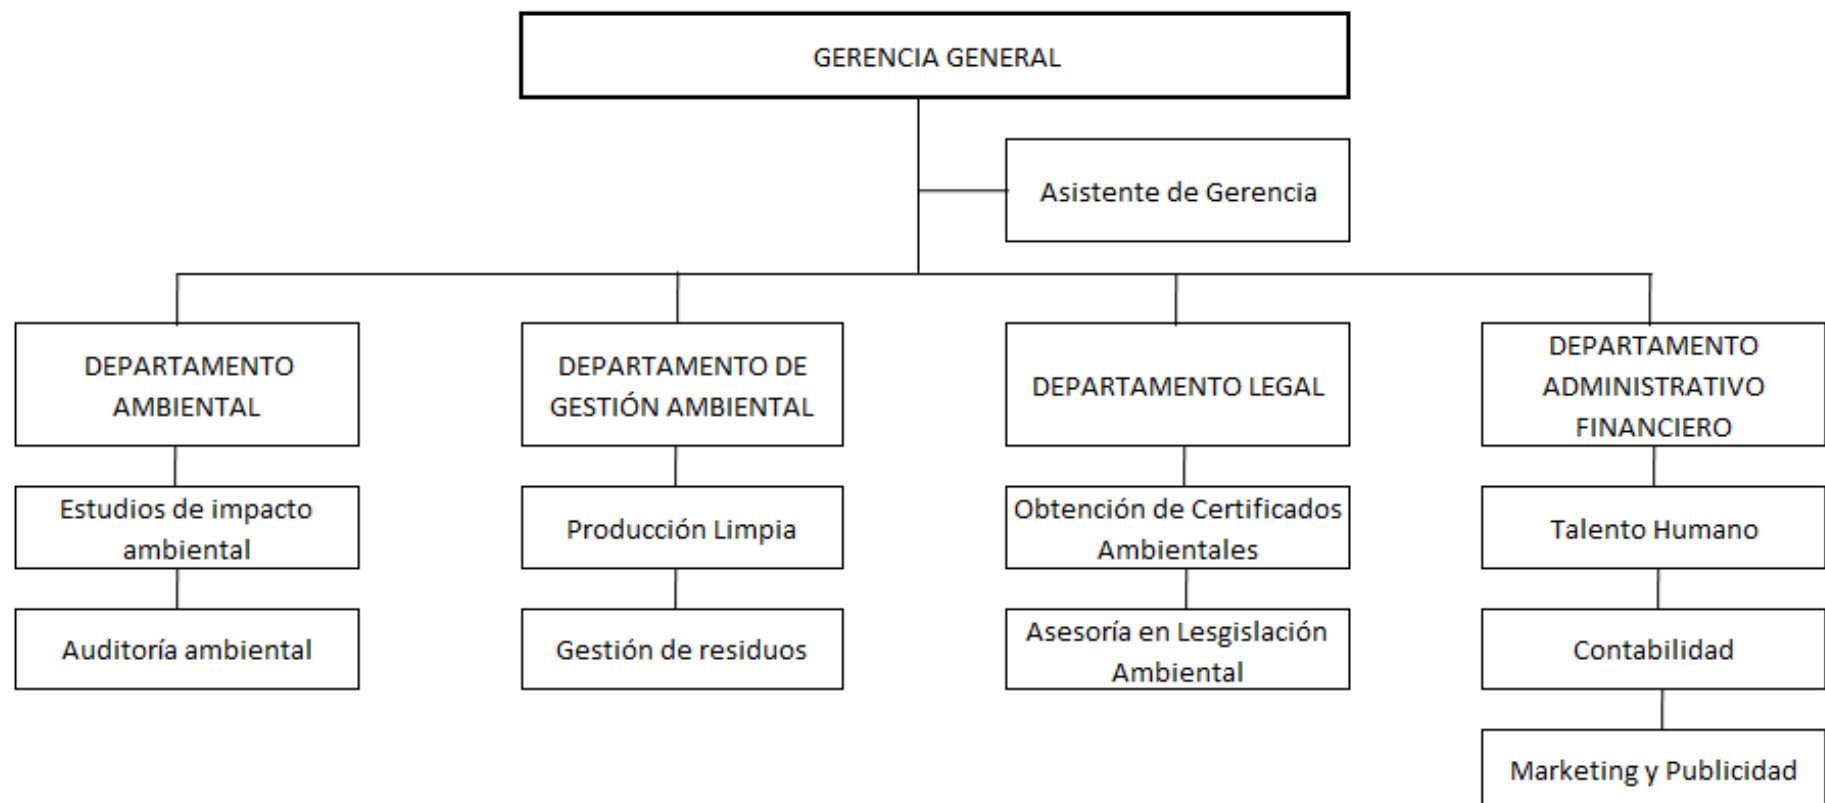 GERENCIA GENERAL
Asistente de Gerencia
DEPARTAMENTO
AMBIENTAL
DEPARTAMENTO DE
GESTIÓN AMBIENTAL
DEPARTAMENTO LEGAL
DEPARTAMENTO
ADMINISTRATIVO
FINANCIERO
Estudios de impacto
ambiental
Producción Limpia
Obtención de Certificados
Ambientales
Talento Humano
Auditoría ambiental
Gestión de residuos
Asesoría en Lesgislación
Ambiental
Contabilidad
Marketing y Publicidad